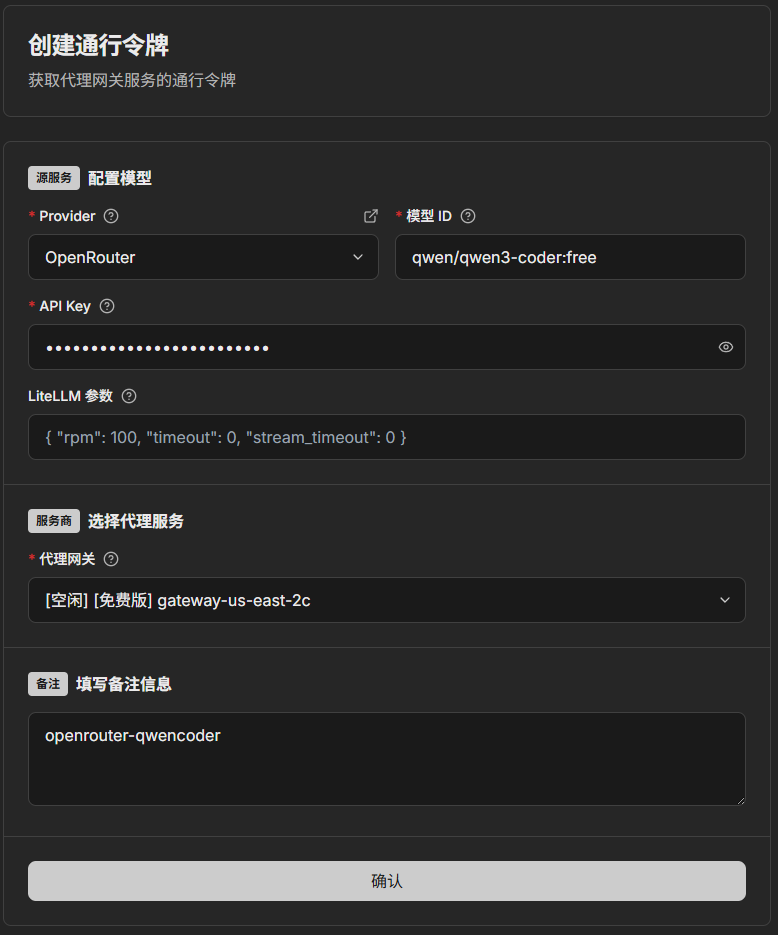 创建通行令牌
获取代理网关服务的通行令牌
源服务 配置模型
* Provider
* 模型 ID
OpenRouter
qwen/qwen3-coder:free
* API Key
••••••••••••••••••••••••••
LiteLLM 参数
{ "rpm": 100, "timeout": 0, "stream_timeout": 0 }
服务商 选择代理服务
* 代理网关
[空闲] [免费版] gateway-us-east-2c
备注 填写备注信息
openrouter-qwencoder
确认